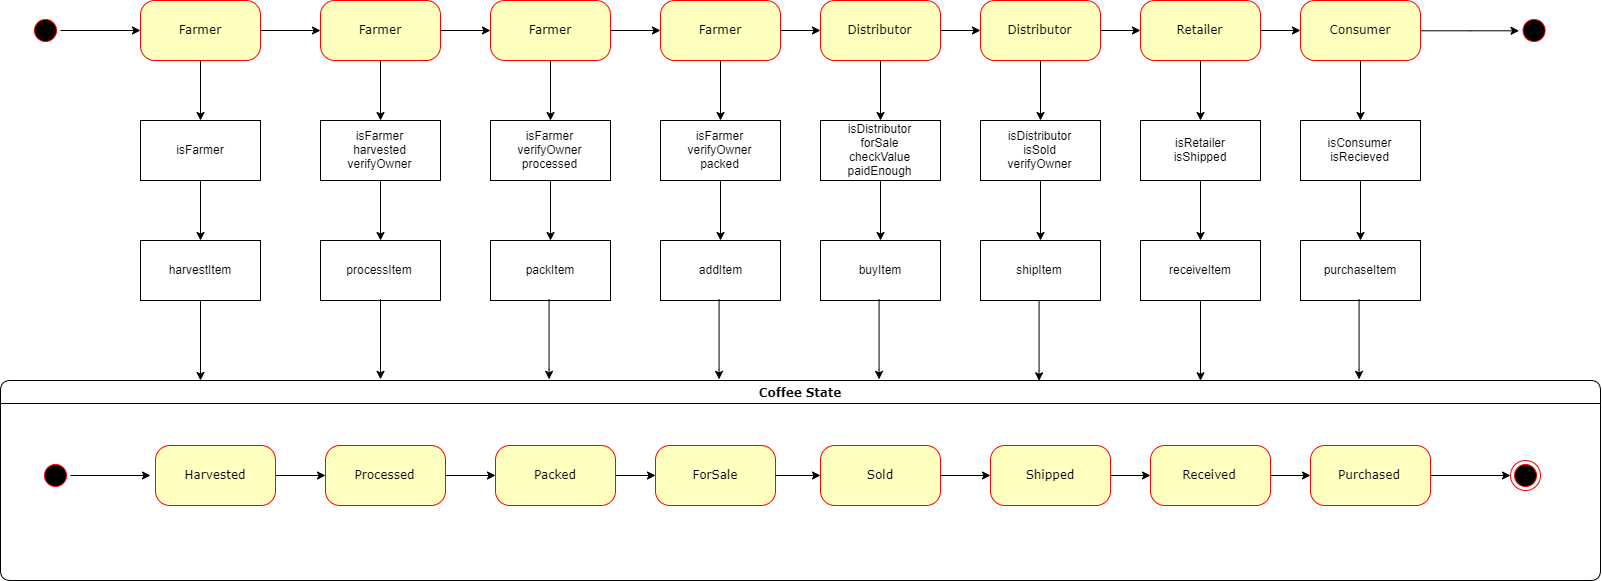 Farmer
Farmer
Farmer
Farmer
Distributor
Distributor
Retailer
Consumer
isFarmer
isFarmer
harvested
verifyOwner
isFarmer
verifyOwner
processed
isFarmer
verifyOwner
packed
isDistributor
forSale
checkValue
paidEnough
isDistributor
isSold
verifyOwner
isRetailer
isShipped
isConsumer
isRecieved
harvestItem
processItem
packItem
addItem
buyItem
shipItem
receiveItem
purchaseItem
Coffee State
Harvested
Processed
Packed
ForSale
Sold
Shipped
Received
Purchased